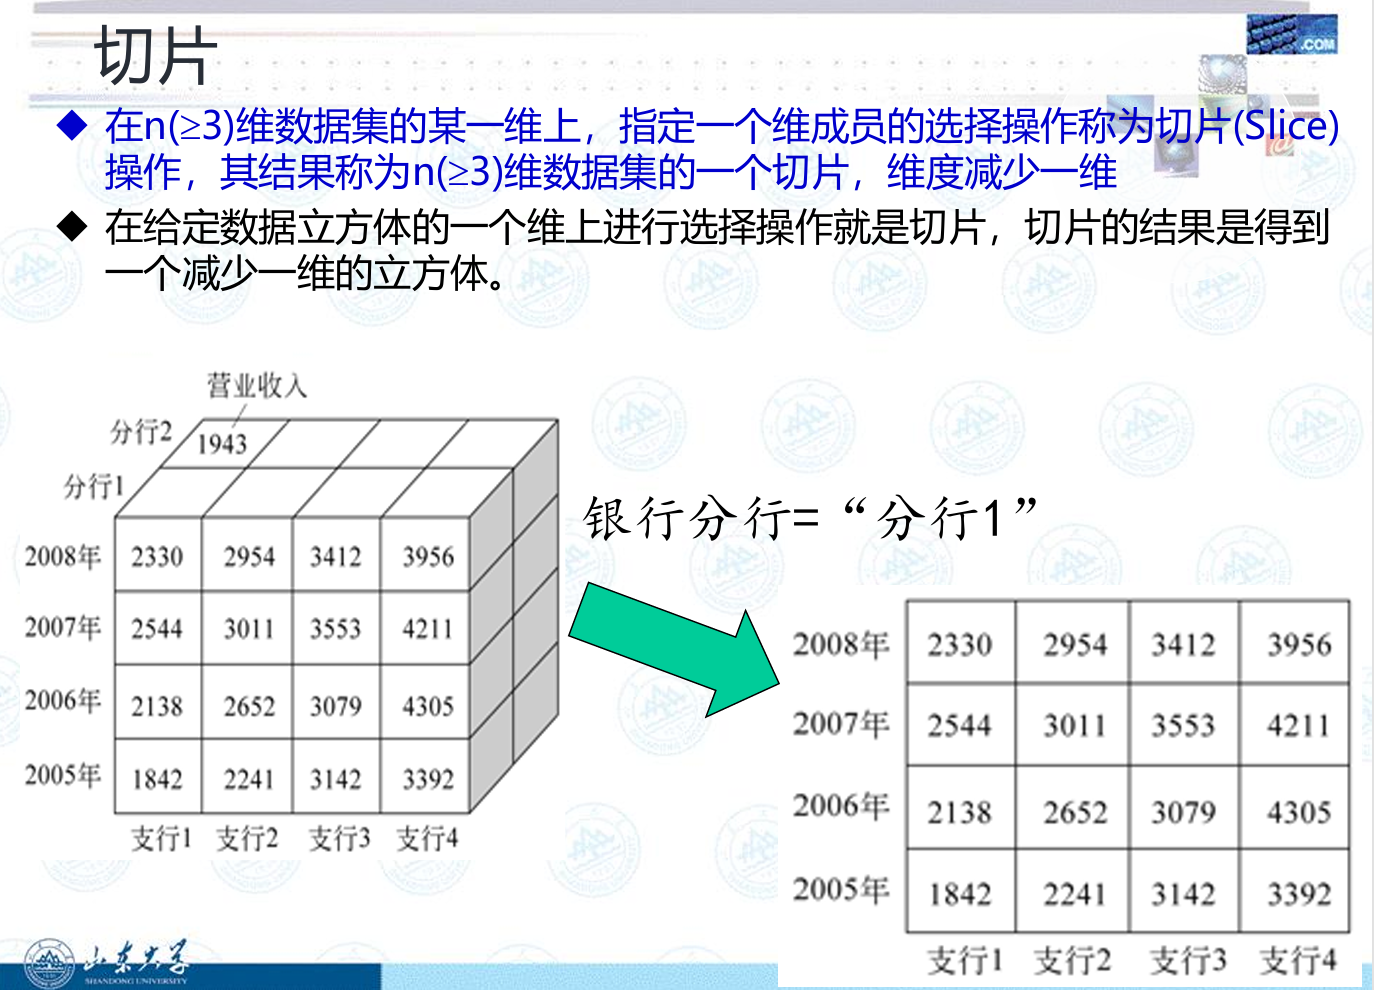 切片
.COM
◆ 在n(≥3)维数据集的某一维上，指定一个维成员的选择操作称为切片(Slice)
操作，其结果称为n(≥3)维数据集的一个切片，维度减少一维
◆ 在给定数据立方体的一个维上进行选择操作就是切片，切片的结果是得到
一个减少一维的立方体。
营业收入
分行2 1943
分行1
2008年 2330 2954 3412 3956
2007年 2544 3011 3553 4211
2006年 2138 2652 3079 4305
2005年 1842 2241 3142 3392
支行1 支行2 支行3 支行4
银行分行=“分行1”
2008年 2330 2954 3412 3956
2007年 2544 3011 3553 4211
2006年 2138 2652 3079 4305
2005年 1842 2241 3142 3392
支行1 支行2 支行3 支行4
山东大学
SHANDONG UNIVERSITY